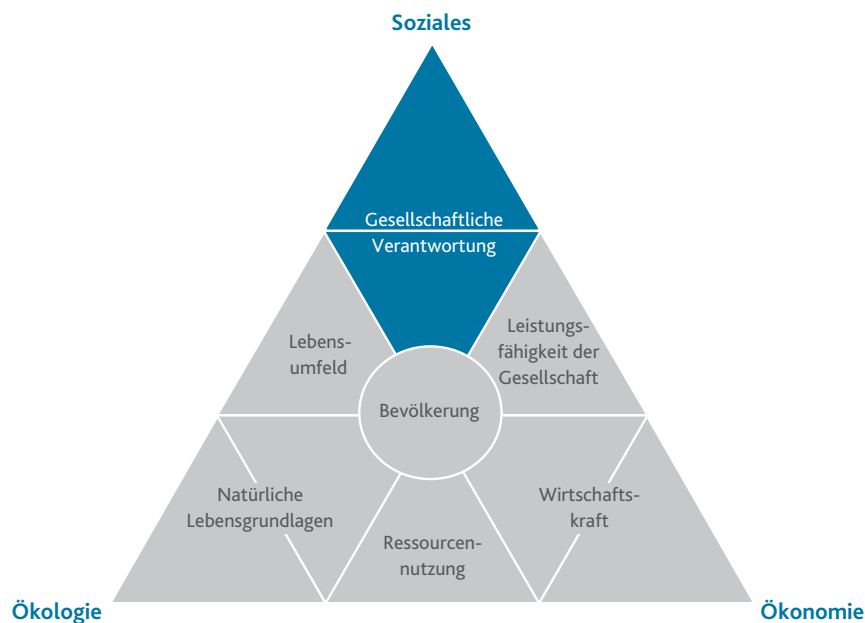 Soziales
Gesellschaftliche
Verantwortung
Lebens-
umfeld
Leistungs-
fähigkeit der
Gesellschaft
Bevölkerung
Natürliche
Lebensgrundlagen
Wirtschafts-
kraft
Ressourcen-
nutzung
Ökologie
Ökonomie